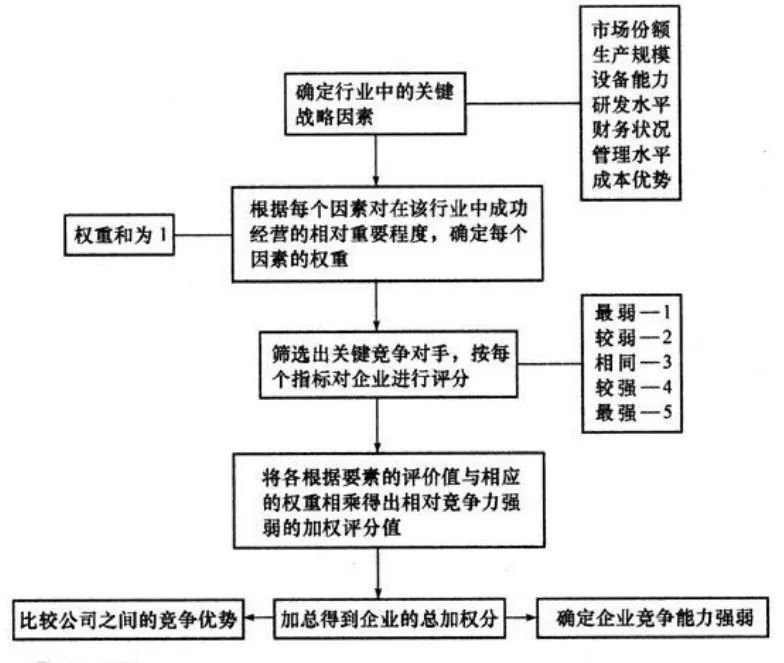 市场份额
生产规模
设备能力
研发水平
财务状况
管理水平
成本优势
确定行业中的关键
战略因素
权重和为1
根据每个因素对在该行业中成功
经营的相对重要程度，确定每个
因素的权重
筛选出关键竞争对手，按每
个指标对企业进行评分
最弱—1
较弱—2
相同—3
较强—4
最强—5
将各根据要素的评价值与相应
的权重相乘得出相对竞争力强
弱的加权评分值
比较公司之间的竞争优势
加总得到企业的总加权分
确定企业竞争能力强弱